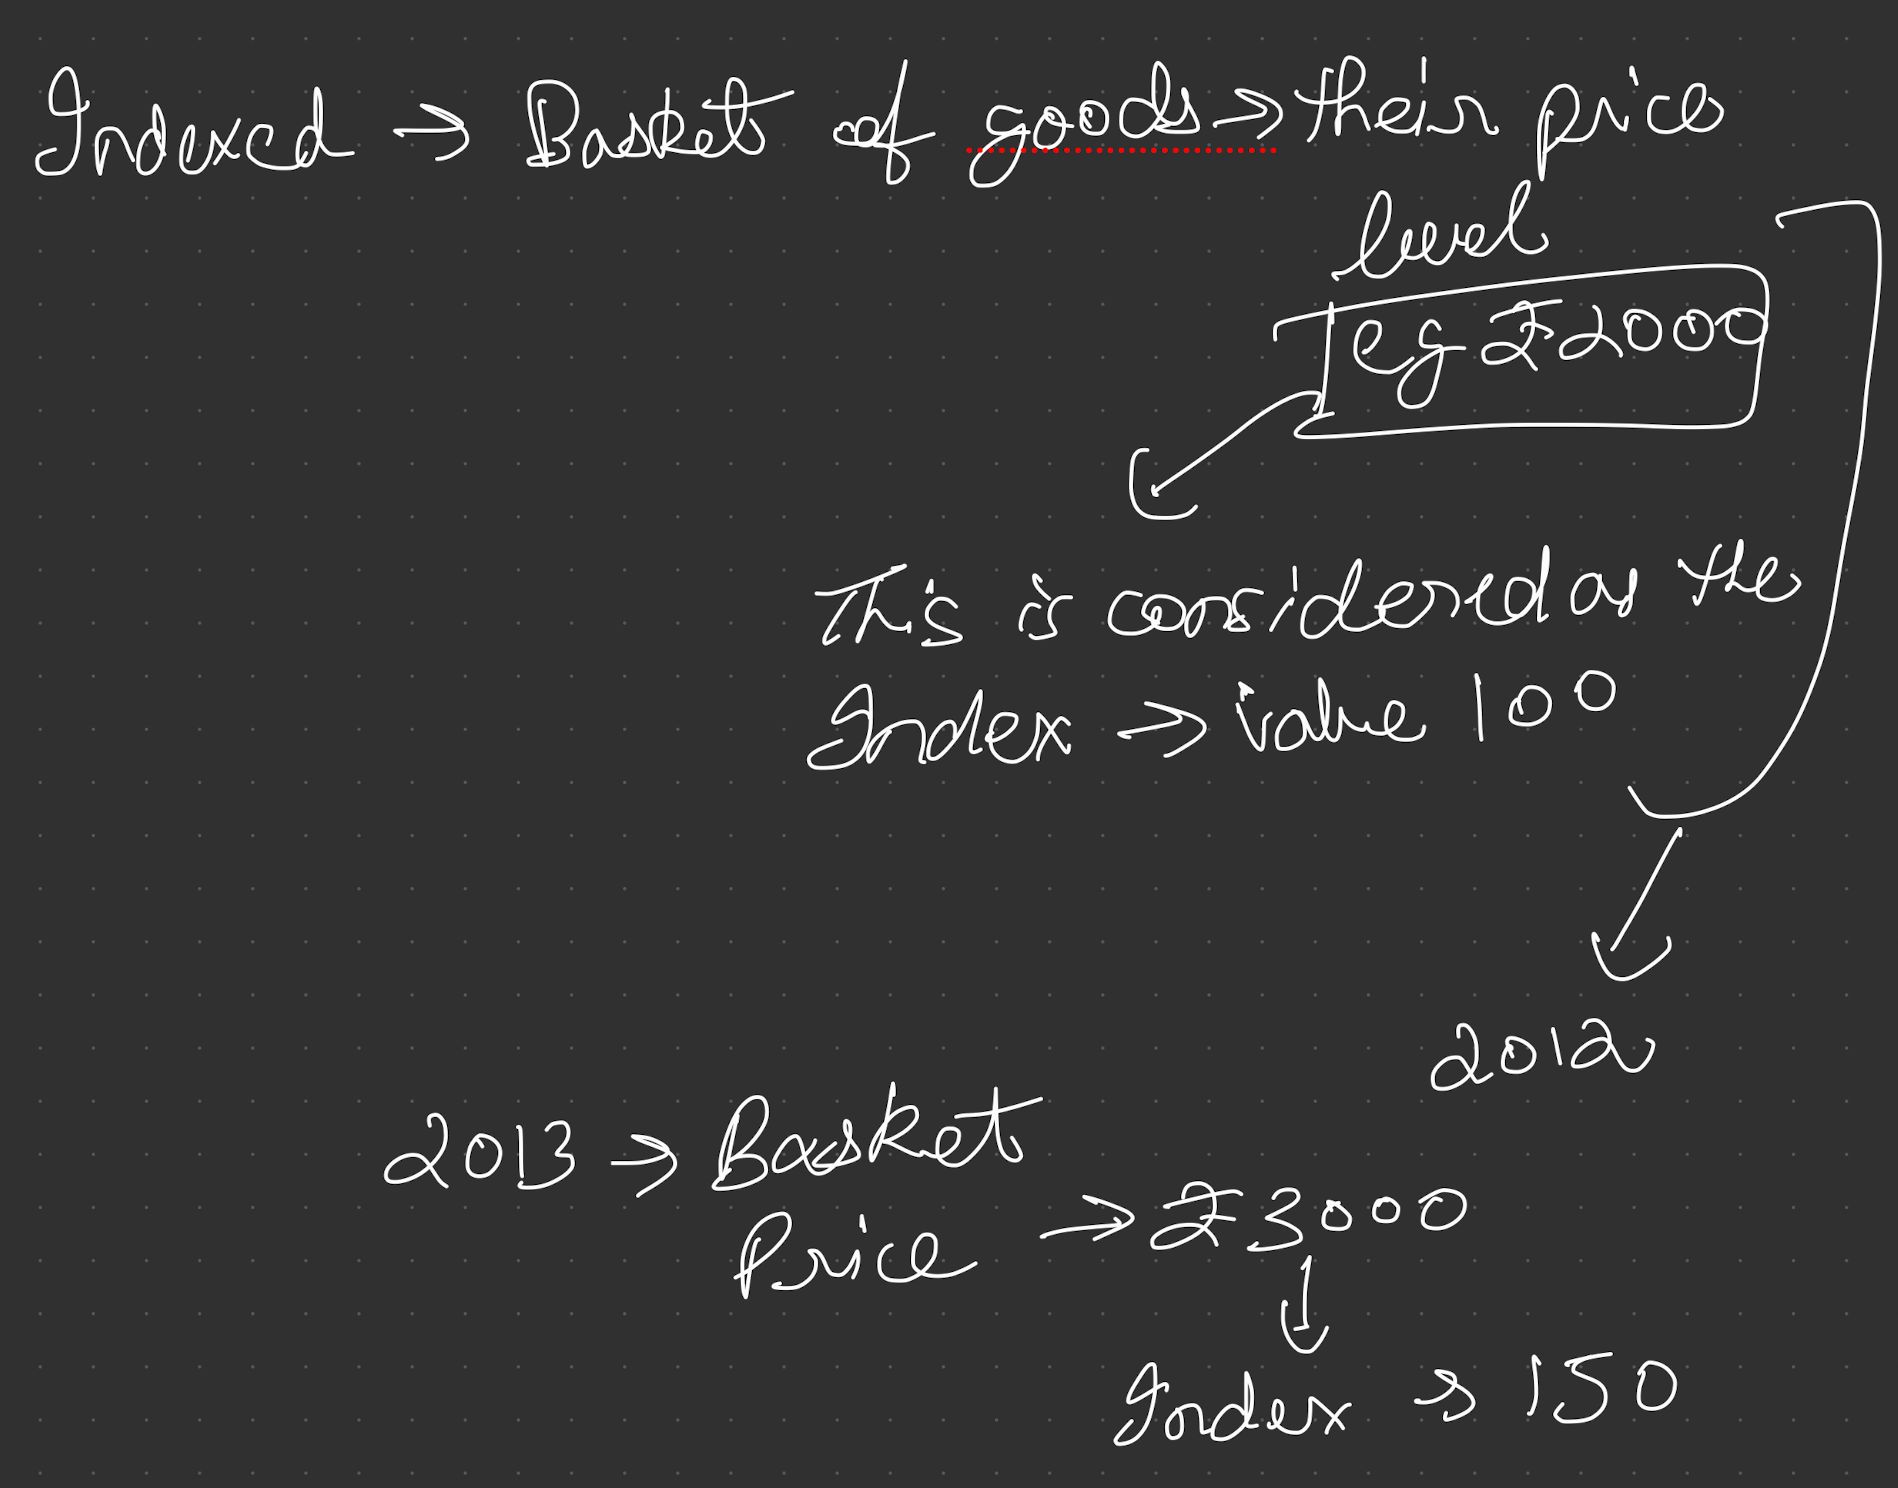 Indexed → Basket of goods → their price
level
eg ₹2000
This is considered as the
Index → value 100
2012
2013 → Basket
Price → ₹3000
Index → 150